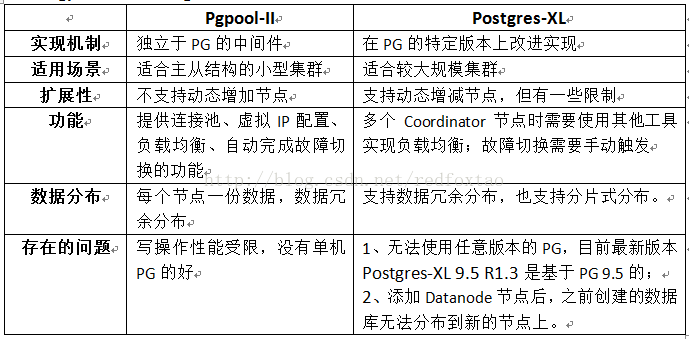 Pgpool-II Postgres-XL
实现机制 独立于 PG 的中间件 在 PG 的特定版本上改进实现
适用场景 适合主从结构的小型集群 适合较大规模集群
扩展性 不支持动态增加节点 支持动态增减节点，但有一些限制
功能 提供连接池、虚拟 IP 配置、
负载均衡、自动完成故障切
换的功能
多个 Coordinator 节点时需要使用其他工具
实现负载均衡；故障切换需要手动触发
http://blog.csdn.net/redfoxtao
数据分布 每个节点一份数据，数据冗
余分布
支持数据冗余分布，也支持分片式分布。
存在的问题 写操作性能受限，没有单机
PG 的好
1、无法使用任意版本的 PG，目前最新版本
Postgres-XL 9.5 R1.3 是基于 PG 9.5 的；
2、添加 Datanode 节点后，之前创建的数据
库无法分布到新的节点上。